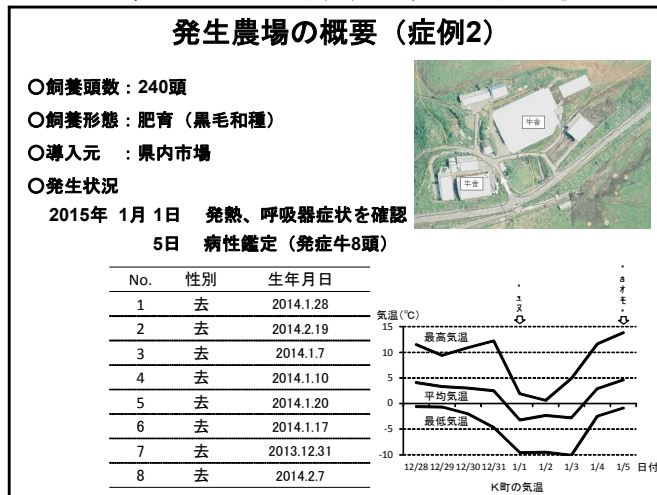 発生農場の概要（症例2）
○飼養頭数：240頭
○飼養形態：肥育（黒毛和種）
○導入元　：県内市場
○発生状況
2015年 1月 1日　発熱、呼吸器症状を確認
5日　病性鑑定（発症牛8頭）
牛舎
牛舎
No. 性別 生年月日
1 去 2014.1.28
2 去 2014.2.19
3 去 2014.1.7
4 去 2014.1.10
5 去 2014.1.20
6 去 2014.1.17
7 去 2013.12.31
8 去 2014.2.7
気温(℃)
15
10
5
0
-5
-10
最高気温
平均気温
最低気温
12/28 12/29 12/30 12/31 1/1 1/2 1/3 1/4 1/5 日付
K町の気温